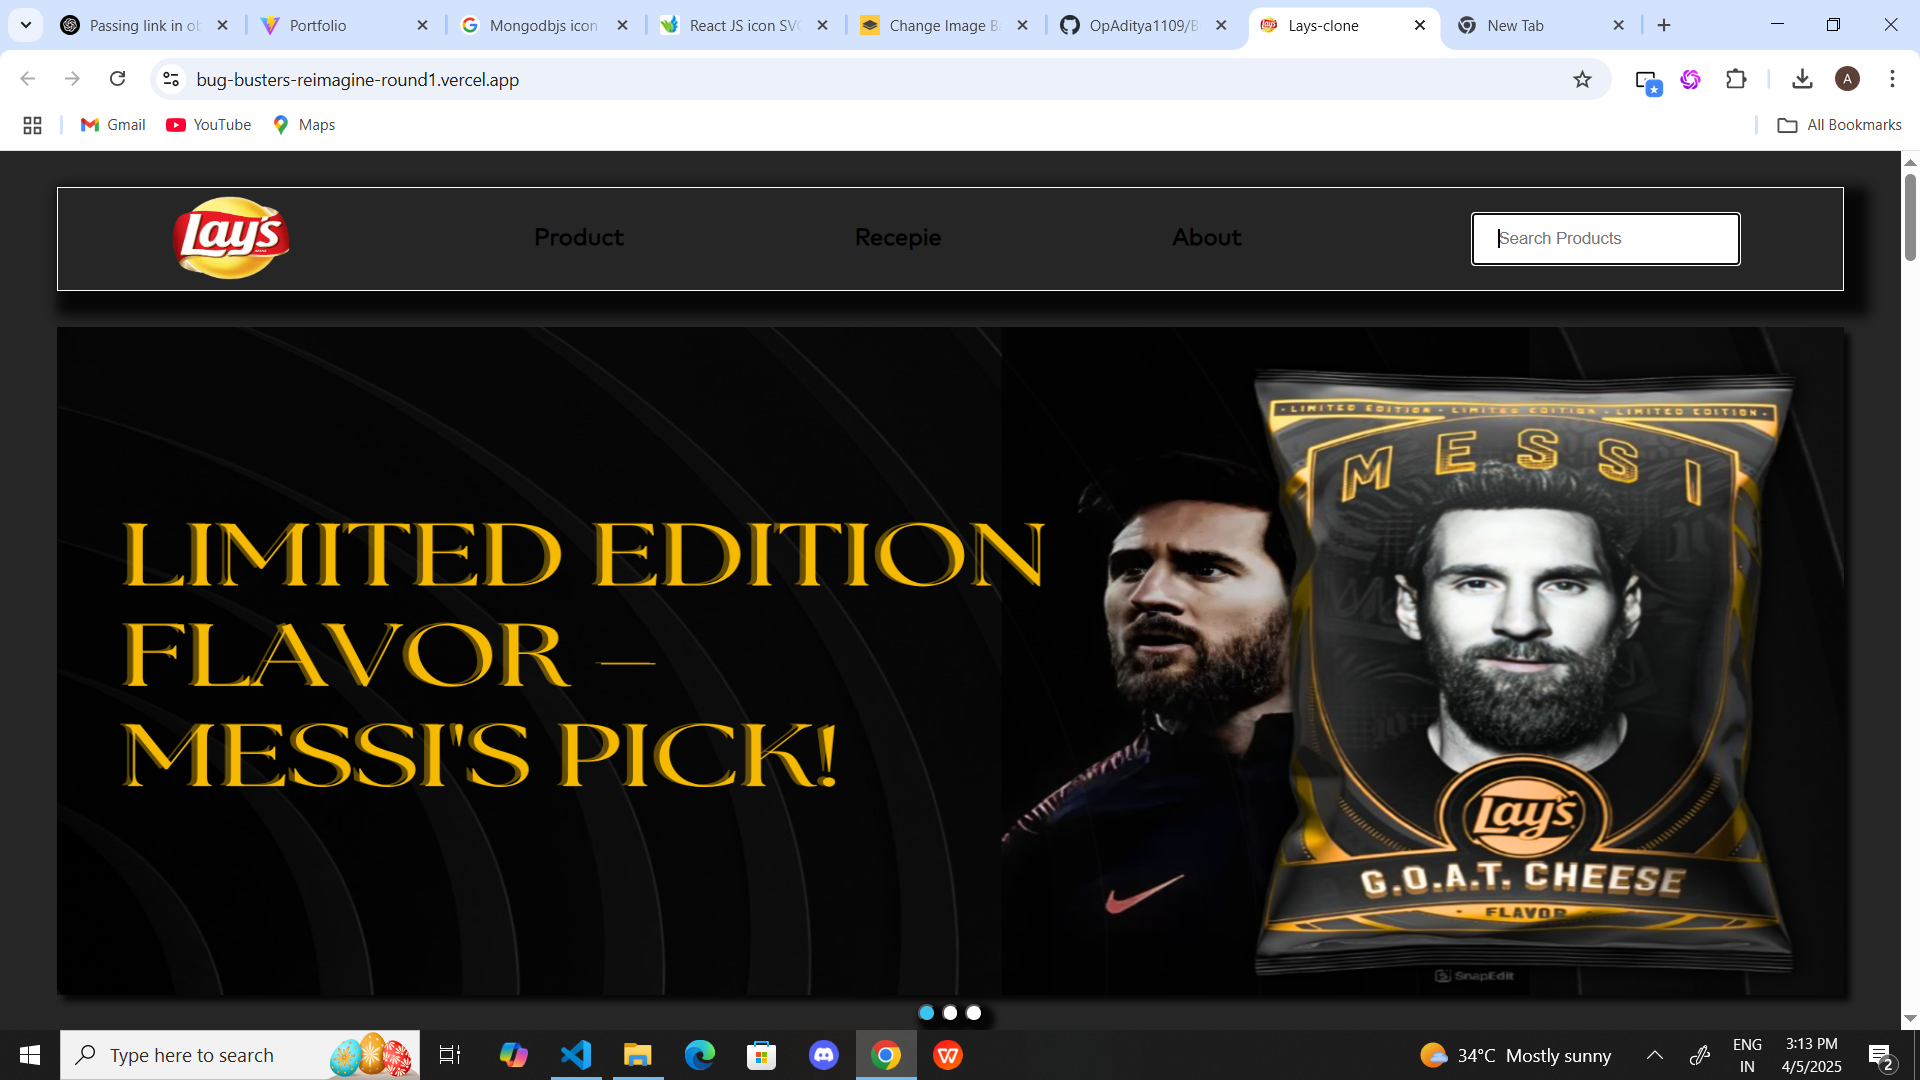 Passing link in ob
Portfolio
Mongodbjs icon
React JS icon SVG
Change Image Ba
OpAditya1109/B
Lays-clone
New Tab
bug-busters-reimagine-round1.vercel.app
A
Gmail
YouTube
Maps
All Bookmarks
Lay's
Product
Recepie
About
Search Products
- LIMITED EDITION - LIMITED EDITION - LIMITED EDITION -
MESSI
LIMITED EDITION
FLAVOR –
MESSI'S PICK!
Lay's
G.O.A.T. CHEESE
FLAVOR
SnapEdit
Type here to search
34°C Mostly sunny
ENG
IN
3:13 PM
4/5/2025
2